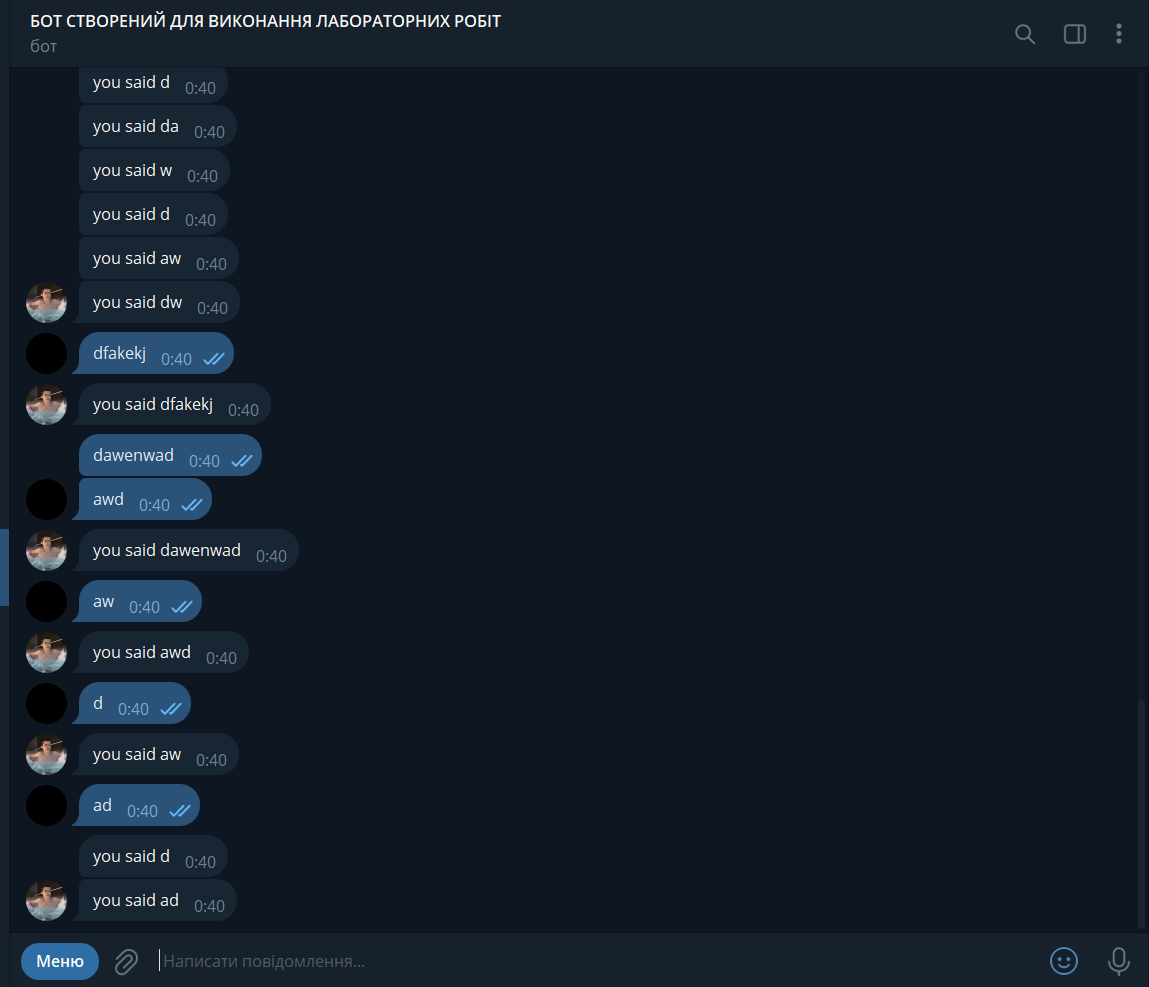 БОТ СТВОРЕНИЙ ДЛЯ ВИКОНАННЯ ЛАБОРАТОРНИХ РОБІТ
бот
you said d 0:40
you said da 0:40
you said w 0:40
you said d 0:40
you said aw 0:40
you said dw 0:40
dfakekj 0:40
you said dfakekj 0:40
dawenwad 0:40
awd 0:40
you said dawenwad 0:40
aw 0:40
you said awd 0:40
d 0:40
you said aw 0:40
ad 0:40
you said d 0:40
you said ad 0:40
Меню Написати повідомлення...